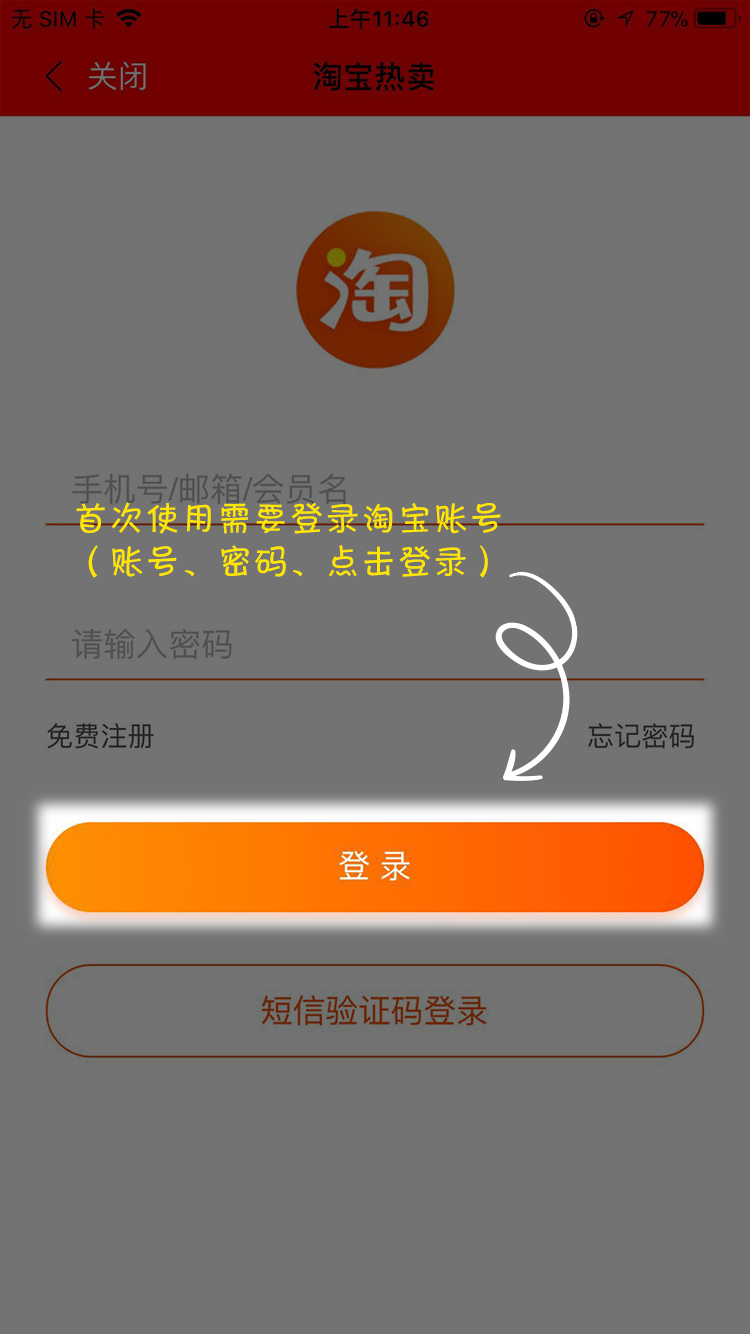 无 SIM 卡 上午11:46 77%
关闭 淘宝热卖
淘
手机号/邮箱/会员名
首次使用需要登录淘宝账号
（账号、密码、点击登录）
请输入密码
免费注册 忘记密码
登 录
短信验证码登录